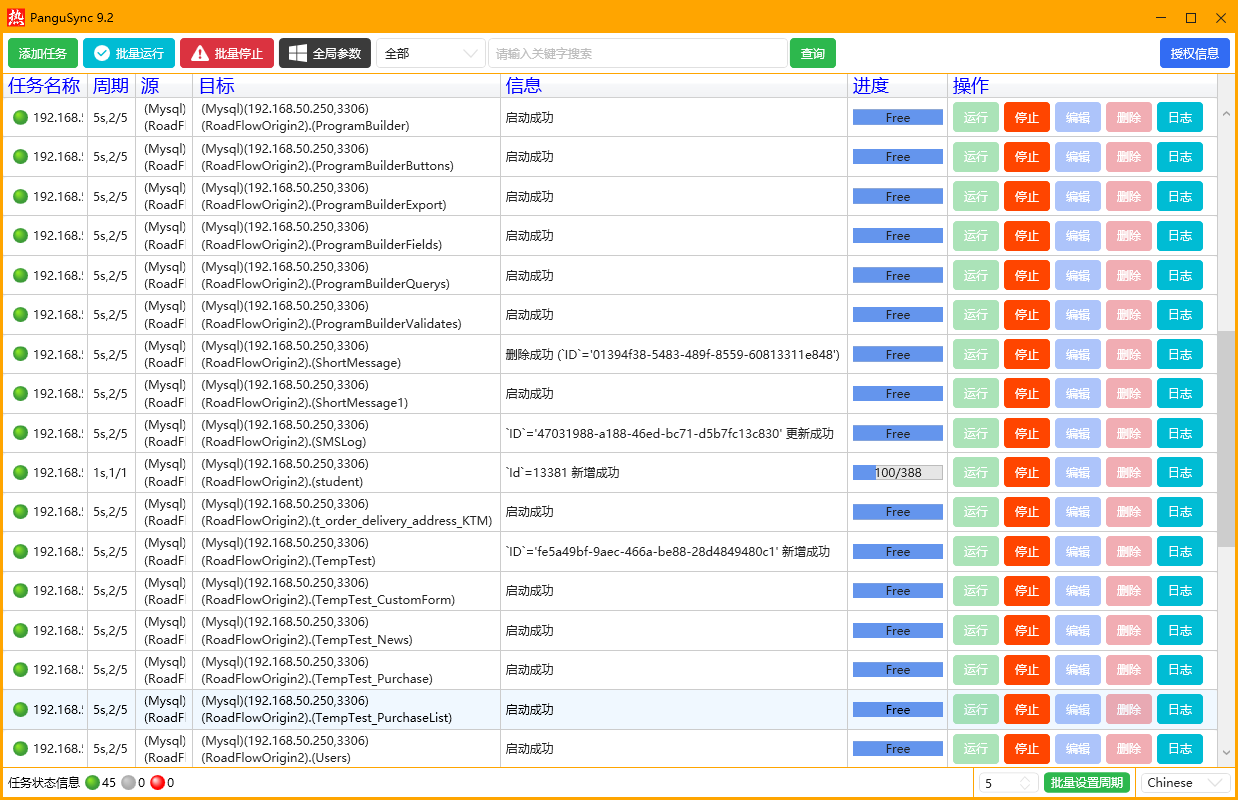 热 PanguSync 9.2
添加任务 批量运行 批量停止 全局参数 全部 请输入关键字搜索 查询 授权信息
任务名称 周期 源 目标 信息 进度 操作
192.168. 5s,2/5 (Mysql) (Mysql)(192.168.50.250,3306) 启动成功 Free 运行 停止 编辑 删除 日志
(RoadF (RoadFlowOrigin2).(ProgramBuilder)
192.168. 5s,2/5 (Mysql) (Mysql)(192.168.50.250,3306) 启动成功 Free 运行 停止 编辑 删除 日志
(RoadF (RoadFlowOrigin2).(ProgramBuilderButtons)
192.168. 5s,2/5 (Mysql) (Mysql)(192.168.50.250,3306) 启动成功 Free 运行 停止 编辑 删除 日志
(RoadF (RoadFlowOrigin2).(ProgramBuilderExport)
192.168. 5s,2/5 (Mysql) (Mysql)(192.168.50.250,3306) 启动成功 Free 运行 停止 编辑 删除 日志
(RoadF (RoadFlowOrigin2).(ProgramBuilderFields)
192.168. 5s,2/5 (Mysql) (Mysql)(192.168.50.250,3306) 启动成功 Free 运行 停止 编辑 删除 日志
(RoadF (RoadFlowOrigin2).(ProgramBuilderQuerys)
192.168. 5s,2/5 (Mysql) (Mysql)(192.168.50.250,3306) 启动成功 Free 运行 停止 编辑 删除 日志
(RoadF (RoadFlowOrigin2).(ProgramBuilderValidates)
192.168. 5s,2/5 (Mysql) (Mysql)(192.168.50.250,3306) 删除成功 (`ID`='01394f38-5483-489f-8559-60813311e848') Free 运行 停止 编辑 删除 日志
(RoadF (RoadFlowOrigin2).(ShortMessage)
192.168. 5s,2/5 (Mysql) (Mysql)(192.168.50.250,3306) 启动成功 Free 运行 停止 编辑 删除 日志
(RoadF (RoadFlowOrigin2).(ShortMessage1)
192.168. 5s,2/5 (Mysql) (Mysql)(192.168.50.250,3306) `ID`='47031988-a188-46ed-bc71-d5b7fc13c830' 更新成功 Free 运行 停止 编辑 删除 日志
(RoadF (RoadFlowOrigin2).(SMSLog)
192.168. 1s,1/1 (Mysql) (Mysql)(192.168.50.250,3306) `Id`=13381 新增成功 100/388 运行 停止 编辑 删除 日志
(RoadF (RoadFlowOrigin2).(student)
192.168. 5s,2/5 (Mysql) (Mysql)(192.168.50.250,3306) 启动成功 Free 运行 停止 编辑 删除 日志
(RoadF (RoadFlowOrigin2).(t_order_delivery_address_KTM)
192.168. 5s,2/5 (Mysql) (Mysql)(192.168.50.250,3306) `ID`='fe5a49bf-9aec-466a-be88-28d4849480c1' 新增成功 Free 运行 停止 编辑 删除 日志
(RoadF (RoadFlowOrigin2).(TempTest)
192.168. 5s,2/5 (Mysql) (Mysql)(192.168.50.250,3306) 启动成功 Free 运行 停止 编辑 删除 日志
(RoadF (RoadFlowOrigin2).(TempTest_CustomForm)
192.168. 5s,2/5 (Mysql) (Mysql)(192.168.50.250,3306) 启动成功 Free 运行 停止 编辑 删除 日志
(RoadF (RoadFlowOrigin2).(TempTest_News)
192.168. 5s,2/5 (Mysql) (Mysql)(192.168.50.250,3306) 启动成功 Free 运行 停止 编辑 删除 日志
(RoadF (RoadFlowOrigin2).(TempTest_Purchase)
192.168. 5s,2/5 (Mysql) (Mysql)(192.168.50.250,3306) 启动成功 Free 运行 停止 编辑 删除 日志
(RoadF (RoadFlowOrigin2).(TempTest_PurchaseList)
192.168. 5s,2/5 (Mysql) (Mysql)(192.168.50.250,3306) 启动成功 Free 运行 停止 编辑 删除 日志
(RoadF (RoadFlowOrigin2).(Users)
任务状态信息 45 0 0 5 批量设置周期 Chinese